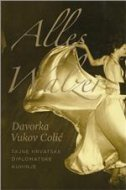 Alles
Walzer
Davorka
Vukov Colić
TAJNE HRVATSKE
DIPLOMATSKE
KUHINJE